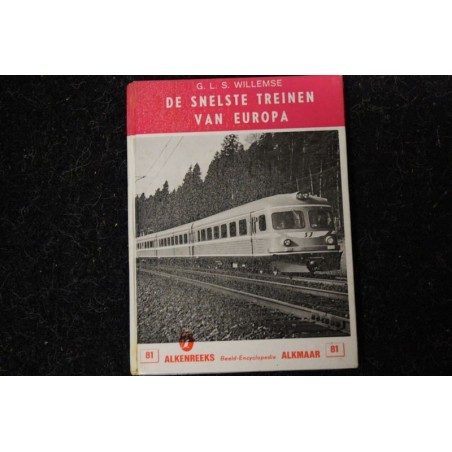 G. L. S. WILLEMSE
DE SNELSTE TREINEN
VAN EUROPA
81 ALKENREEKS Beeld-Encyclopedie ALKMAAR 81